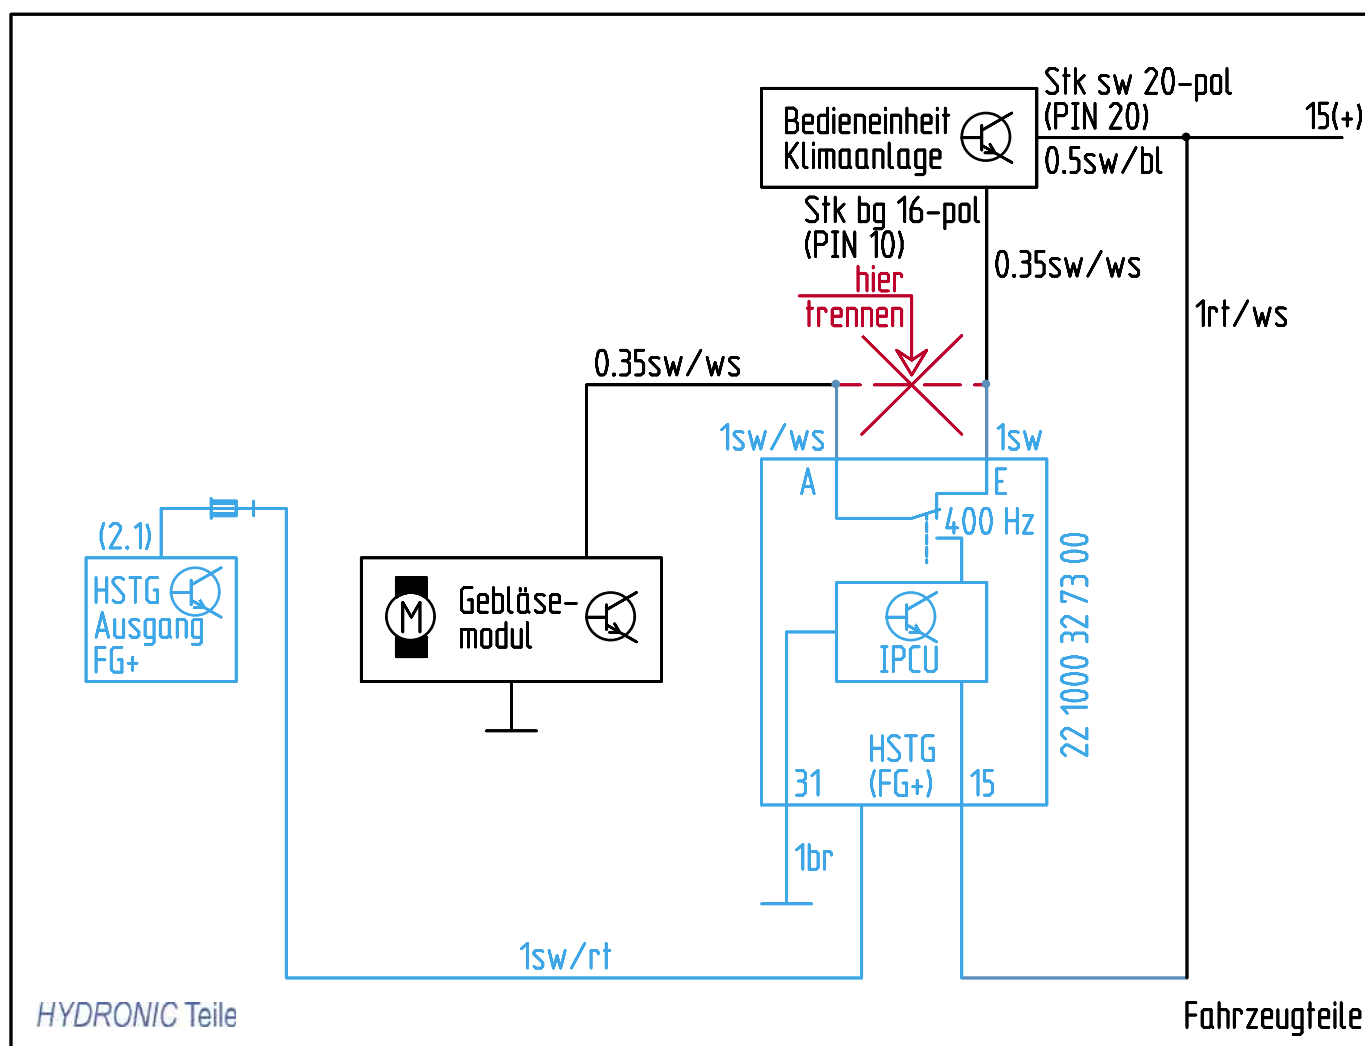 Stk sw 20-pol
(PIN 20)
15(+)
Bedieneinheit
Klimaanlage
0.5sw/bl
Stk bg 16-pol
(PIN 10)
0.35sw/ws
hier
trennen
1rt/ws
0.35sw/ws
1sw/ws
1sw
A
E
400 Hz
(2.1)
HSTG
Ausgang
FG+
M
Gebläse-
modul
IPCU
22 1000 32 73 00
HSTG
(FG+)
31
15
1br
1sw/rt
HYDRONIC Teile
Fahrzeugteile